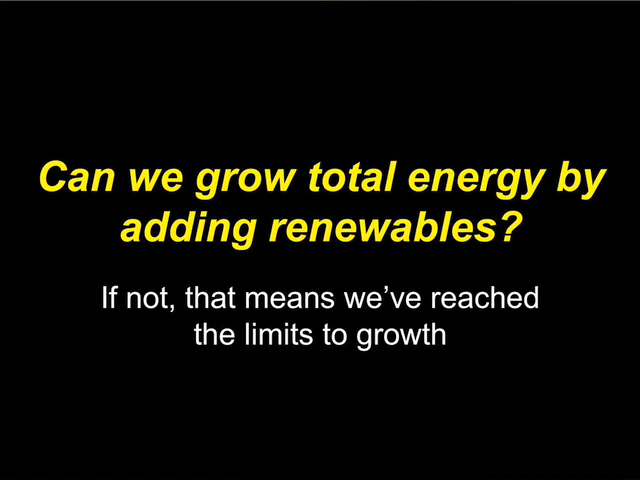 Can we grow total energy by
adding renewables?
If not, that means we’ve reached
the limits to growth